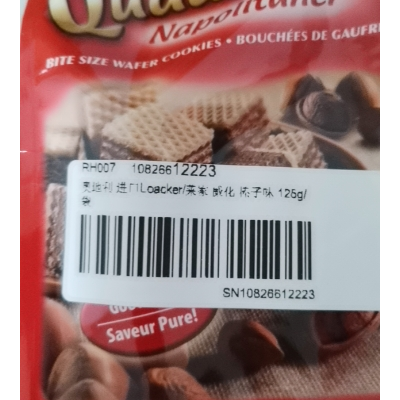 Napolitaner
BITE SIZE WAFER COOKIES • BOUCHÉES DE GAUFRE
RH007 10826612223
奥地利 进口Loacker/莱家 威化 榛子味 125g/
袋
SN10826612223
Saveur Pure!